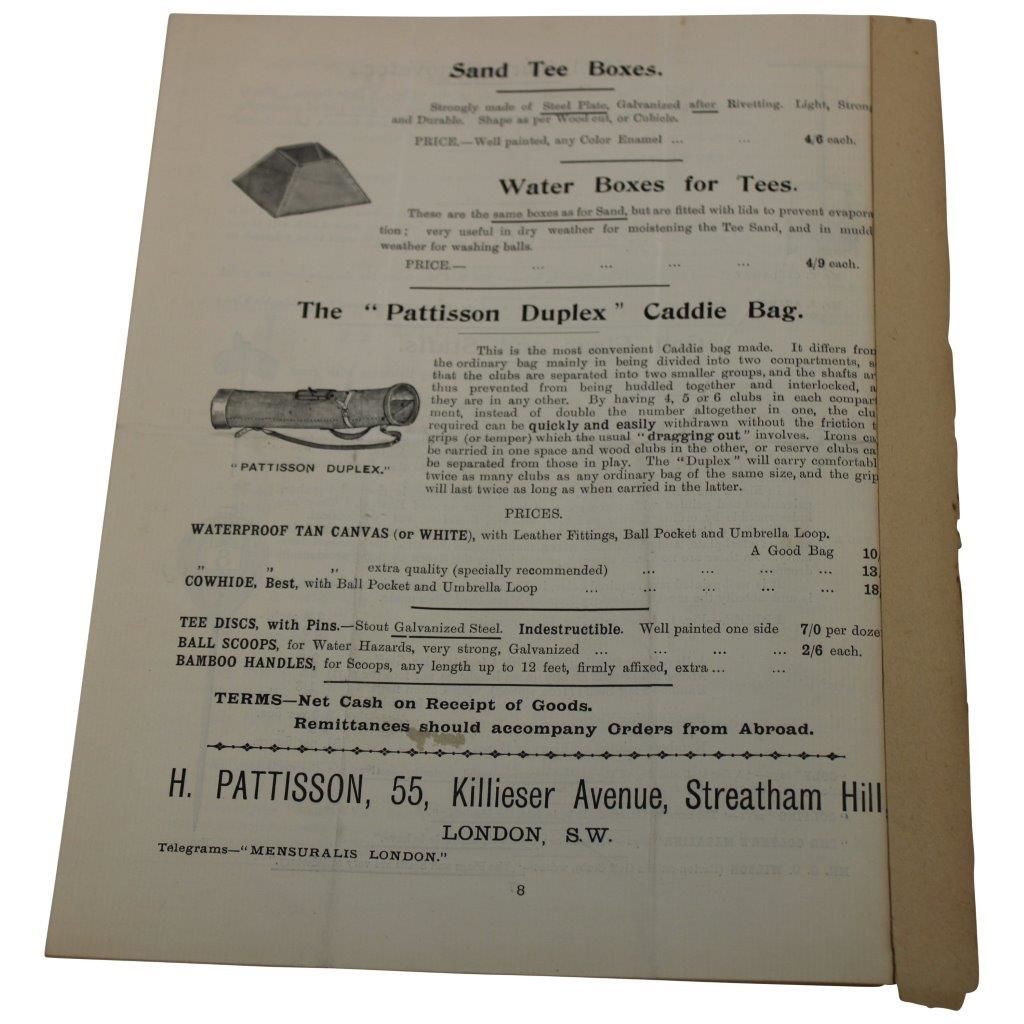 Sand Tee Boxes.
Strongly made of Steel Plate, Galvanized after Rivetting. Light, Stron
and Durable. Shape as per Wood cut, or Cubicle.
PRICE.—Well painted, any Color Enamel ... ... 4/6 each.
Water Boxes for Tees.
These are the same boxes as for Sand, but are fitted with lids to prevent evapora
tion; very useful in dry weather for moistening the Tee Sand, and in mudd
weather for washing balls.
PRICE.— ... ... ... ... 4/9 each.
The "Pattisson Duplex" Caddie Bag.
This is the most convenient Caddie bag made. It differs from
the ordinary bag mainly in being divided into two compartments, s
that the clubs are separated into two smaller groups, and the shafts ar
thus prevented from being huddled together and interlocked, a
they are in any other. By having 4, 5 or 6 clubs in each compar
ment, instead of double the number altogether in one, the clu
required can be quickly and easily withdrawn without the friction t
grips (or temper) which the usual "dragging out" involves. Irons ca
be carried in one space and wood clubs in the other, or reserve clubs ca
be separated from those in play. The "Duplex" will carry comfortabl
twice as many clubs as any ordinary bag of the same size, and the grip
will last twice as long as when carried in the latter.
"PATTISSON DUPLEX."
PRICES.
WATERPROOF TAN CANVAS (or WHITE), with Leather Fittings, Ball Pocket and Umbrella Loop.
A Good Bag 10/
„ „ „ extra quality (specially recommended) ... ... ... ... 13/
COWHIDE, Best, with Ball Pocket and Umbrella Loop ... ... ... ... ... 18/
TEE DISCS, with Pins.—Stout Galvanized Steel. Indestructible. Well painted one side 7/0 per doze
BALL SCOOPS, for Water Hazards, very strong, Galvanized ... ... ... ... 2/6 each.
BAMBOO HANDLES, for Scoops, any length up to 12 feet, firmly affixed, extra ... ...
TERMS—Net Cash on Receipt of Goods.
Remittances should accompany Orders from Abroad.
H. PATTISSON, 55, Killieser Avenue, Streatham Hill,
LONDON, S.W.
Telegrams—"MENSURALIS LONDON."
8